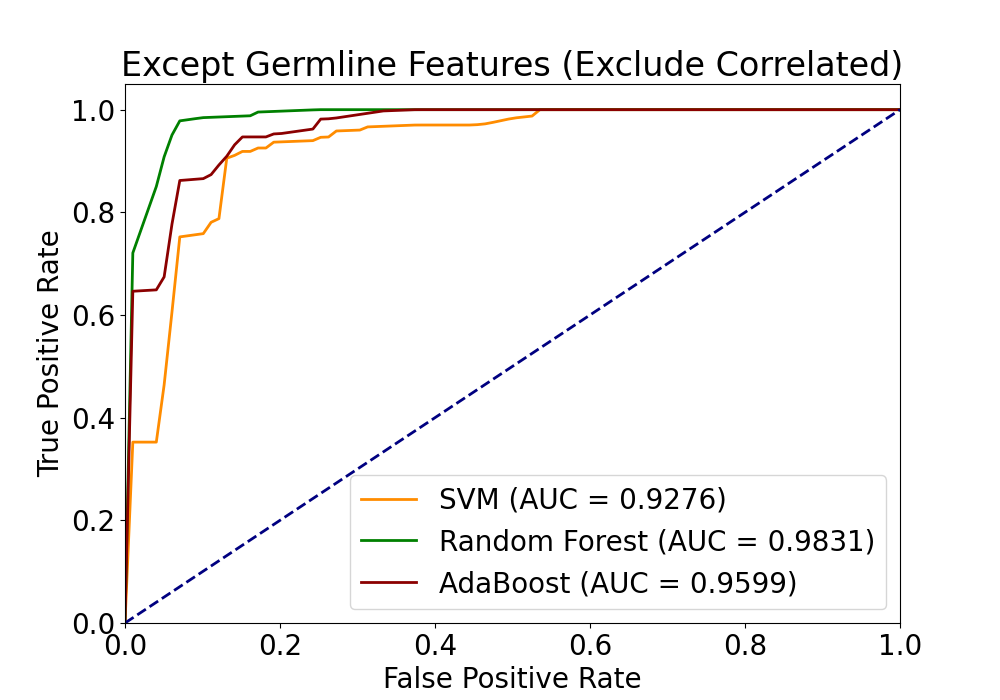 Except Germline Features (Exclude Correlated)
True Positive Rate
1.0
0.8
0.6
0.4
0.2
0.0
SVM (AUC = 0.9276)
Random Forest (AUC = 0.9831)
AdaBoost (AUC = 0.9599)
0.0 0.2 0.4 0.6 0.8 1.0
False Positive Rate